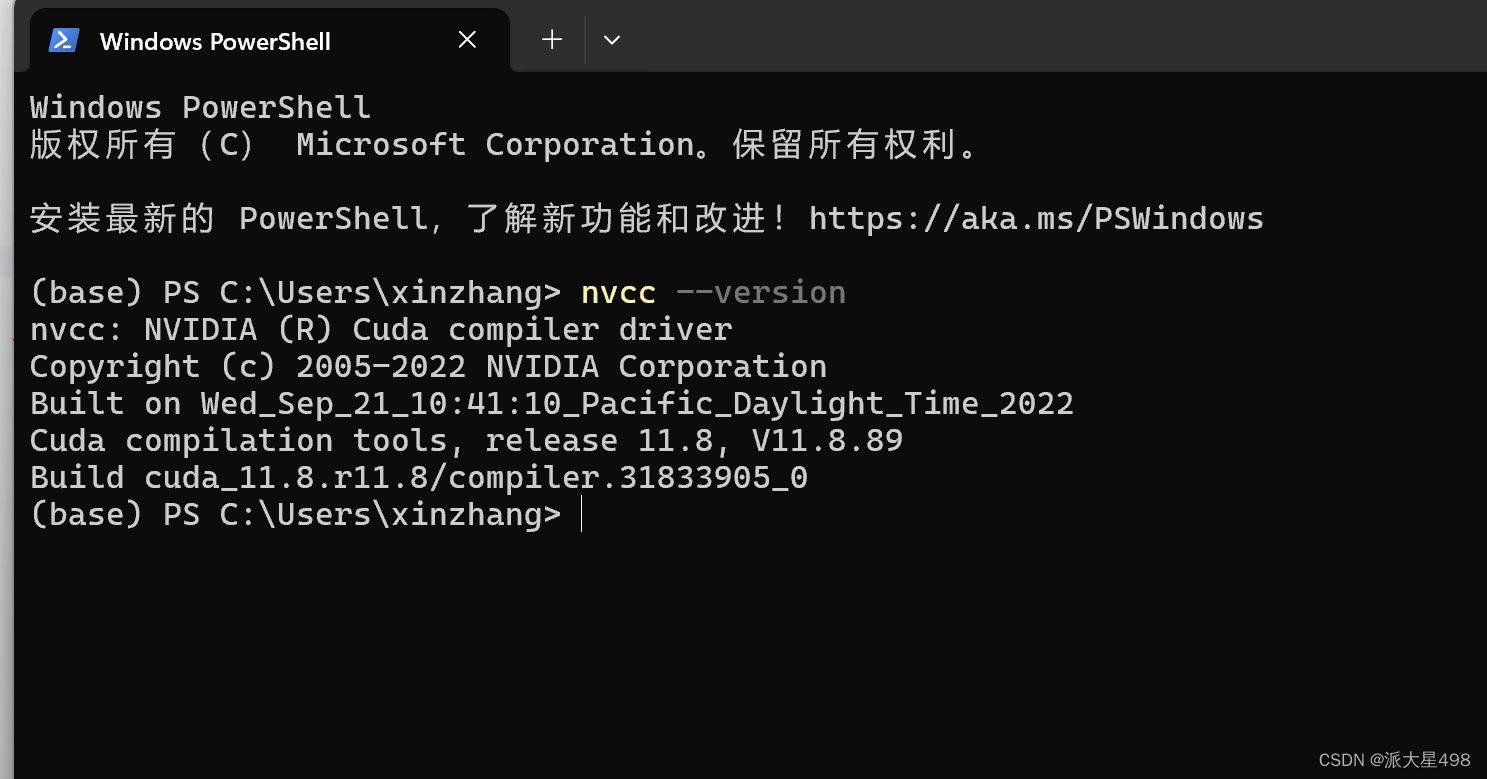 Windows PowerShell
Windows PowerShell
版权所有（C） Microsoft Corporation。保留所有权利。
安装最新的 PowerShell，了解新功能和改进！https://aka.ms/PSWindows
(base) PS C:\Users\xinzhang> nvcc --version
nvcc: NVIDIA (R) Cuda compiler driver
Copyright (c) 2005-2022 NVIDIA Corporation
Built on Wed_Sep_21_10:41:10_Pacific_Daylight_Time_2022
Cuda compilation tools, release 11.8, V11.8.89
Build cuda_11.8.r11.8/compiler.31833905_0
(base) PS C:\Users\xinzhang>
CSDN @派大星498